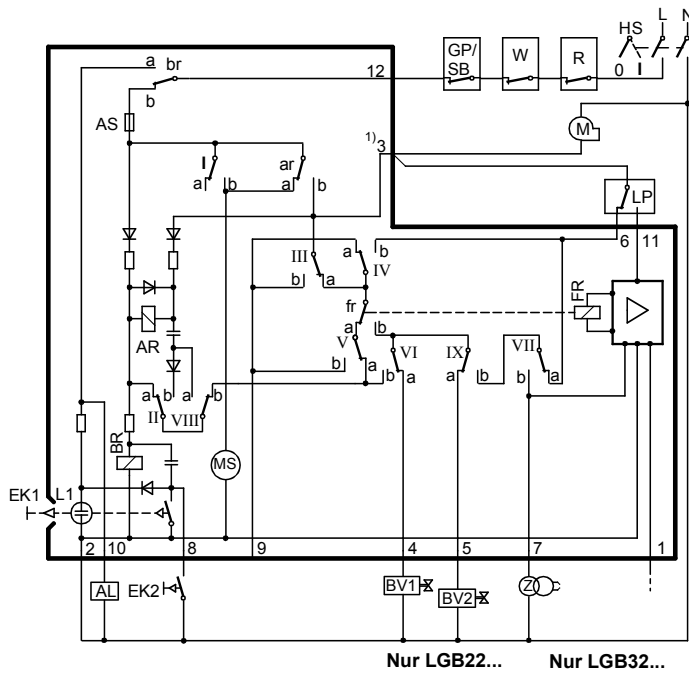 HS L N
GP/ SB W R
0 I
a br
b
12
AS
M
1) 3
I ar
a b a b
LP
6 11
III a b
b a IV
fr
FR
a b
AR
V VI IX VII
b a b a b b a
a b a b
II VIII
BR
MS
EK1 L1
2 10 8 9 4 5 7 1
AL EK2 BV1 BV2 Z
Nur LGB22... Nur LGB32...